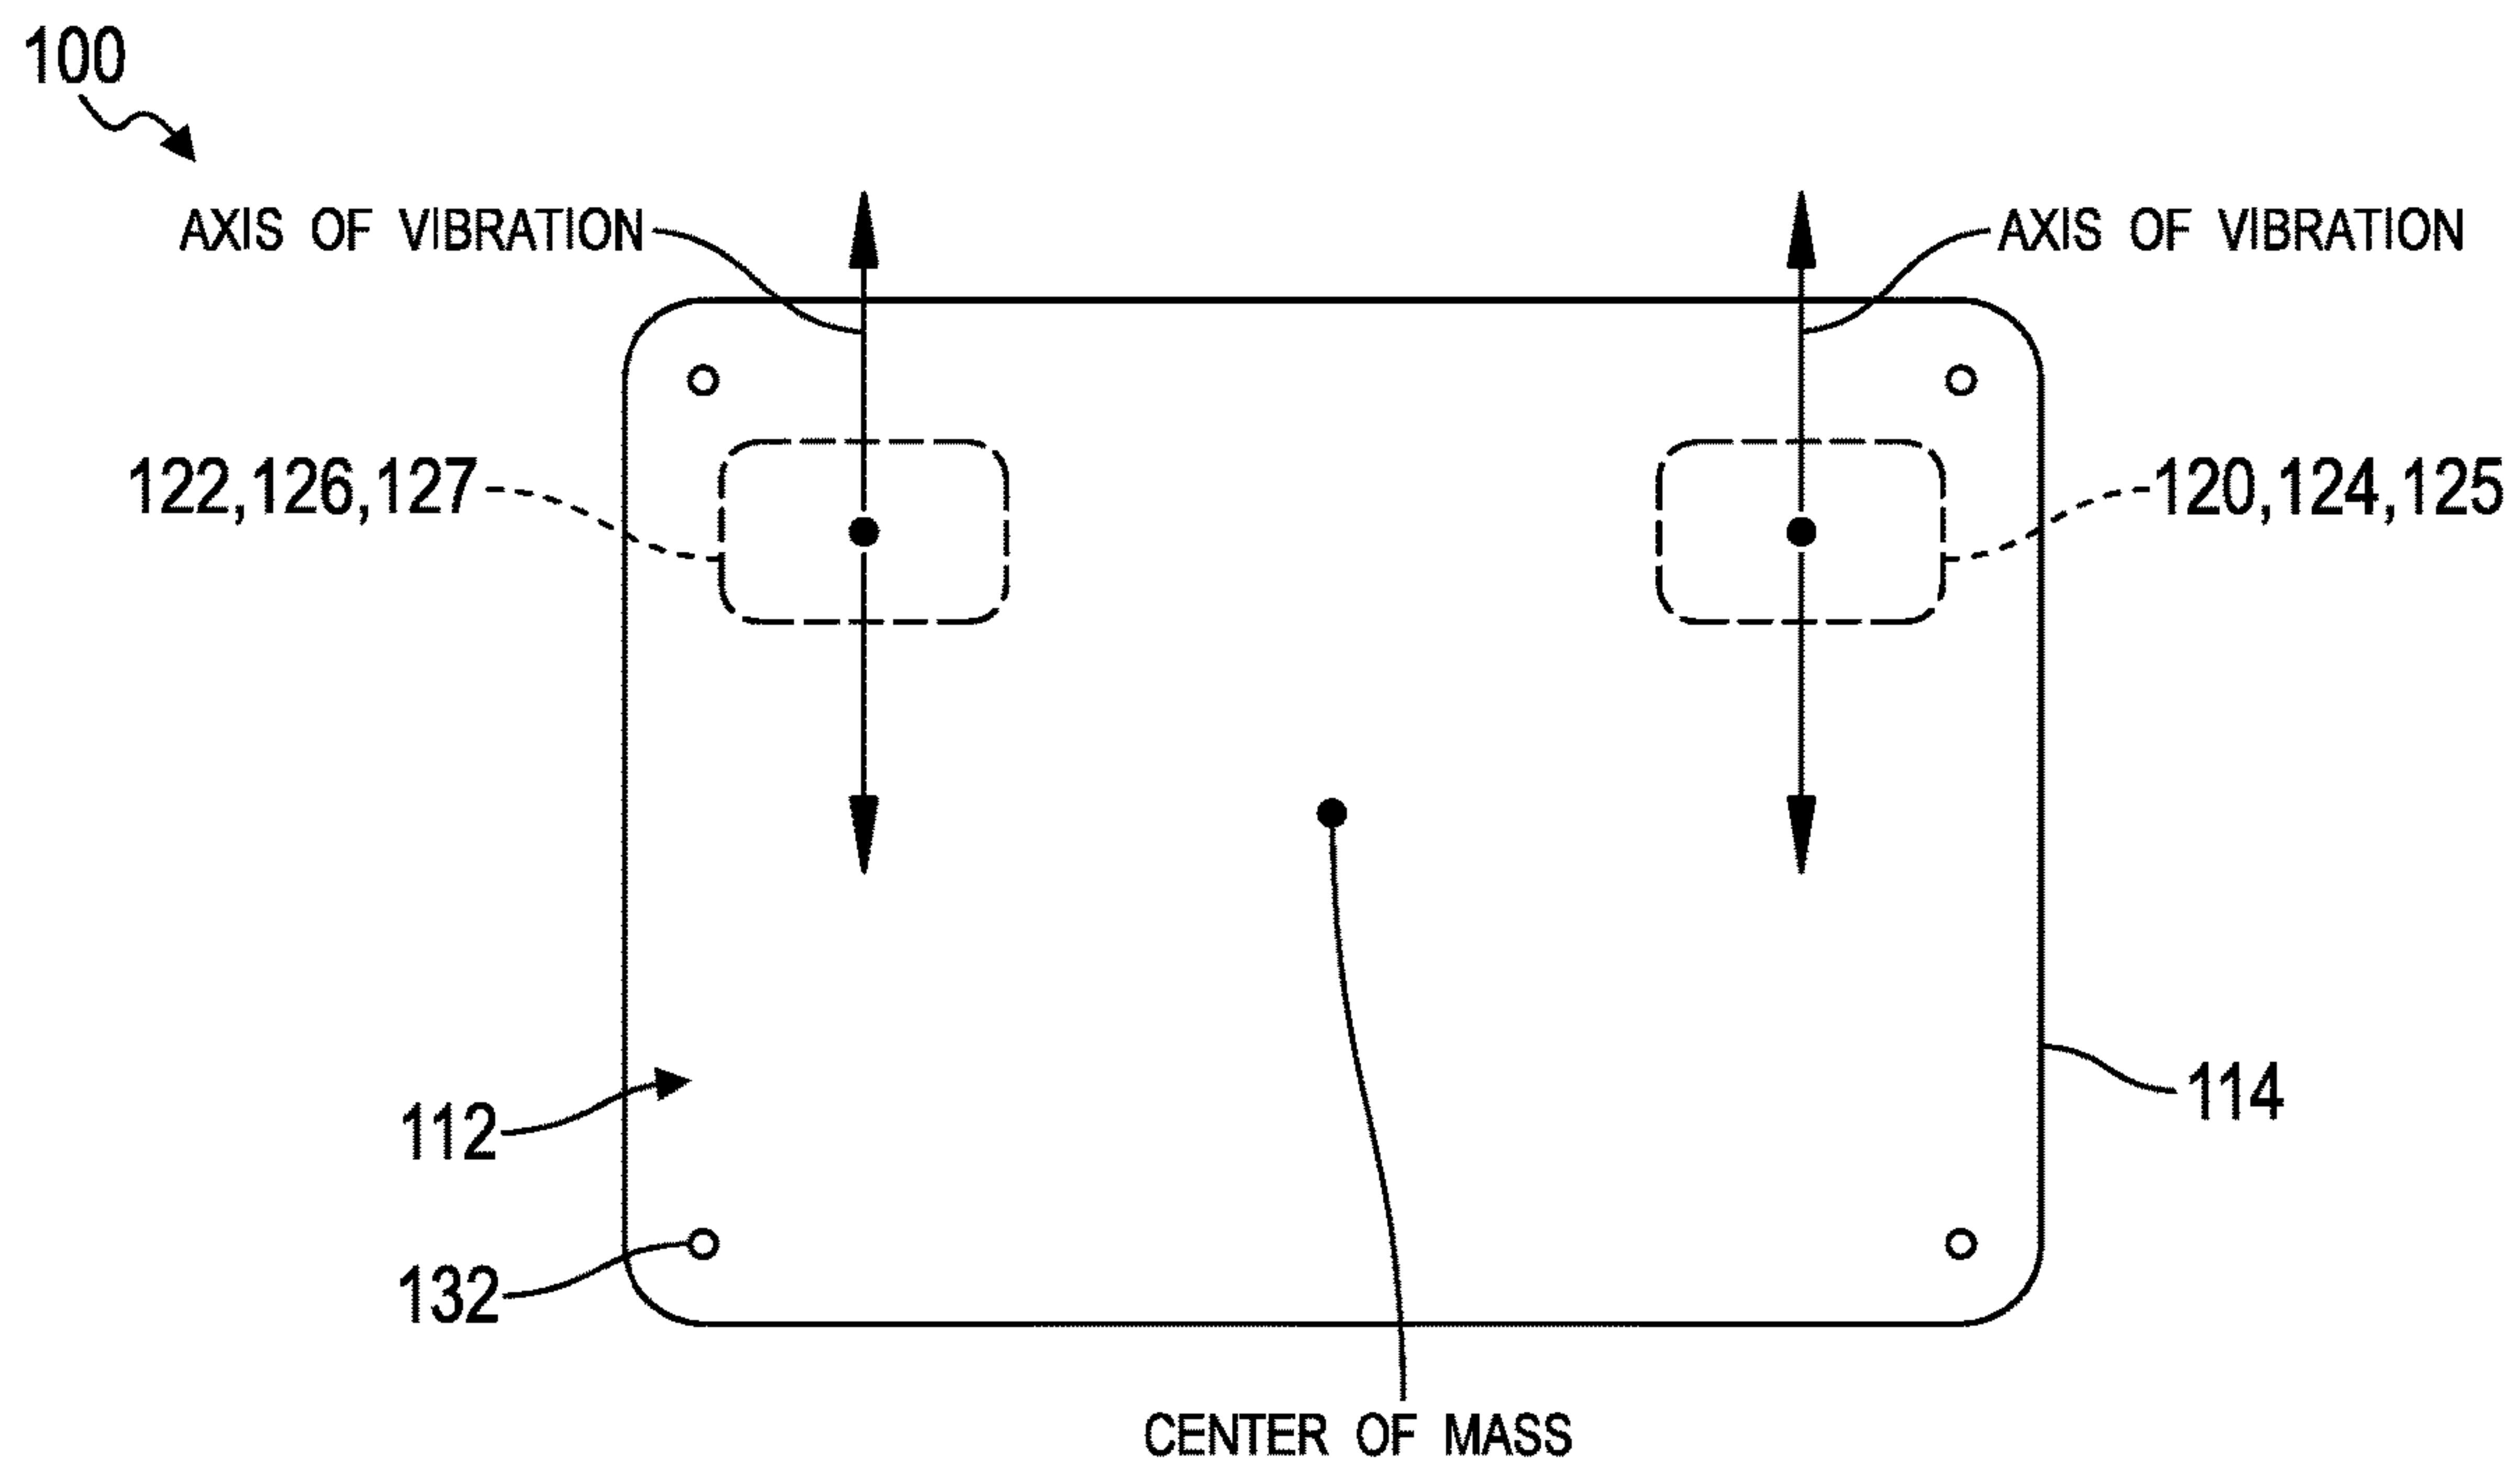 100
AXIS OF VIBRATION
AXIS OF VIBRATION
122,126,127
120,124,125
112
114
132
CENTER OF MASS